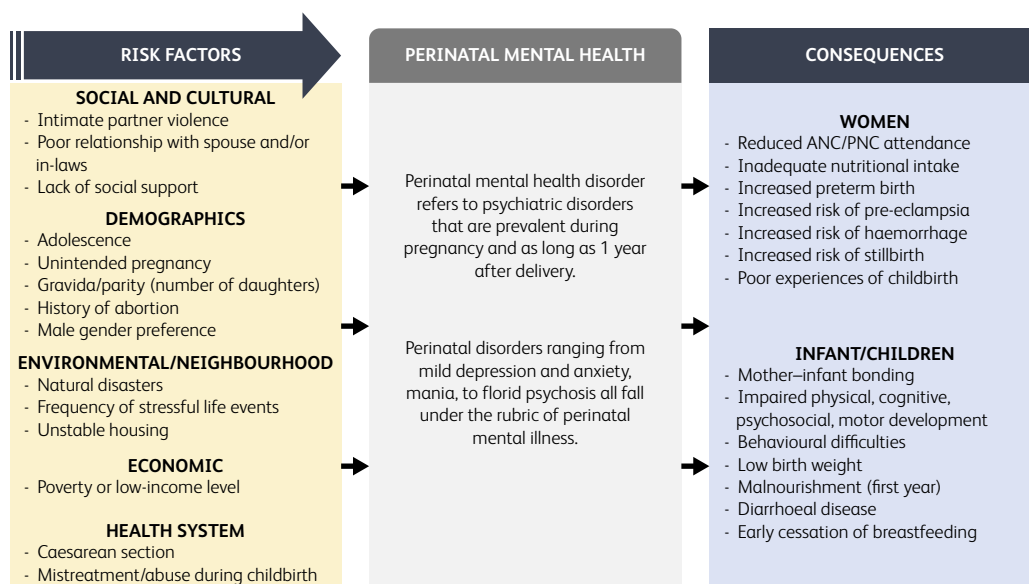 RISK FACTORS
SOCIAL AND CULTURAL
- Intimate partner violence
- Poor relationship with spouse and/or
in-laws
- Lack of social support
DEMOGRAPHICS
- Adolescence
- Unintended pregnancy
- Gravida/parity (number of daughters)
- History of abortion
- Male gender preference
ENVIRONMENTAL/NEIGHBOURHOOD
- Natural disasters
- Frequency of stressful life events
- Unstable housing
ECONOMIC
- Poverty or low-income level
HEALTH SYSTEM
- Caesarean section
- Mistreatment/abuse during childbirth
PERINATAL MENTAL HEALTH
Perinatal mental health disorder
refers to psychiatric disorders
that are prevalent during
pregnancy and as long as 1 year
after delivery.
Perinatal disorders ranging from
mild depression and anxiety,
mania, to florid psychosis all fall
under the rubric of perinatal
mental illness.
CONSEQUENCES
WOMEN
- Reduced ANC/PNC attendance
- Inadequate nutritional intake
- Increased preterm birth
- Increased risk of pre-eclampsia
- Increased risk of haemorrhage
- Increased risk of stillbirth
- Poor experiences of childbirth
INFANT/CHILDREN
- Mother–infant bonding
- Impaired physical, cognitive,
psychosocial, motor development
- Behavioural difficulties
- Low birth weight
- Malnourishment (first year)
- Diarrhoeal disease
- Early cessation of breastfeeding